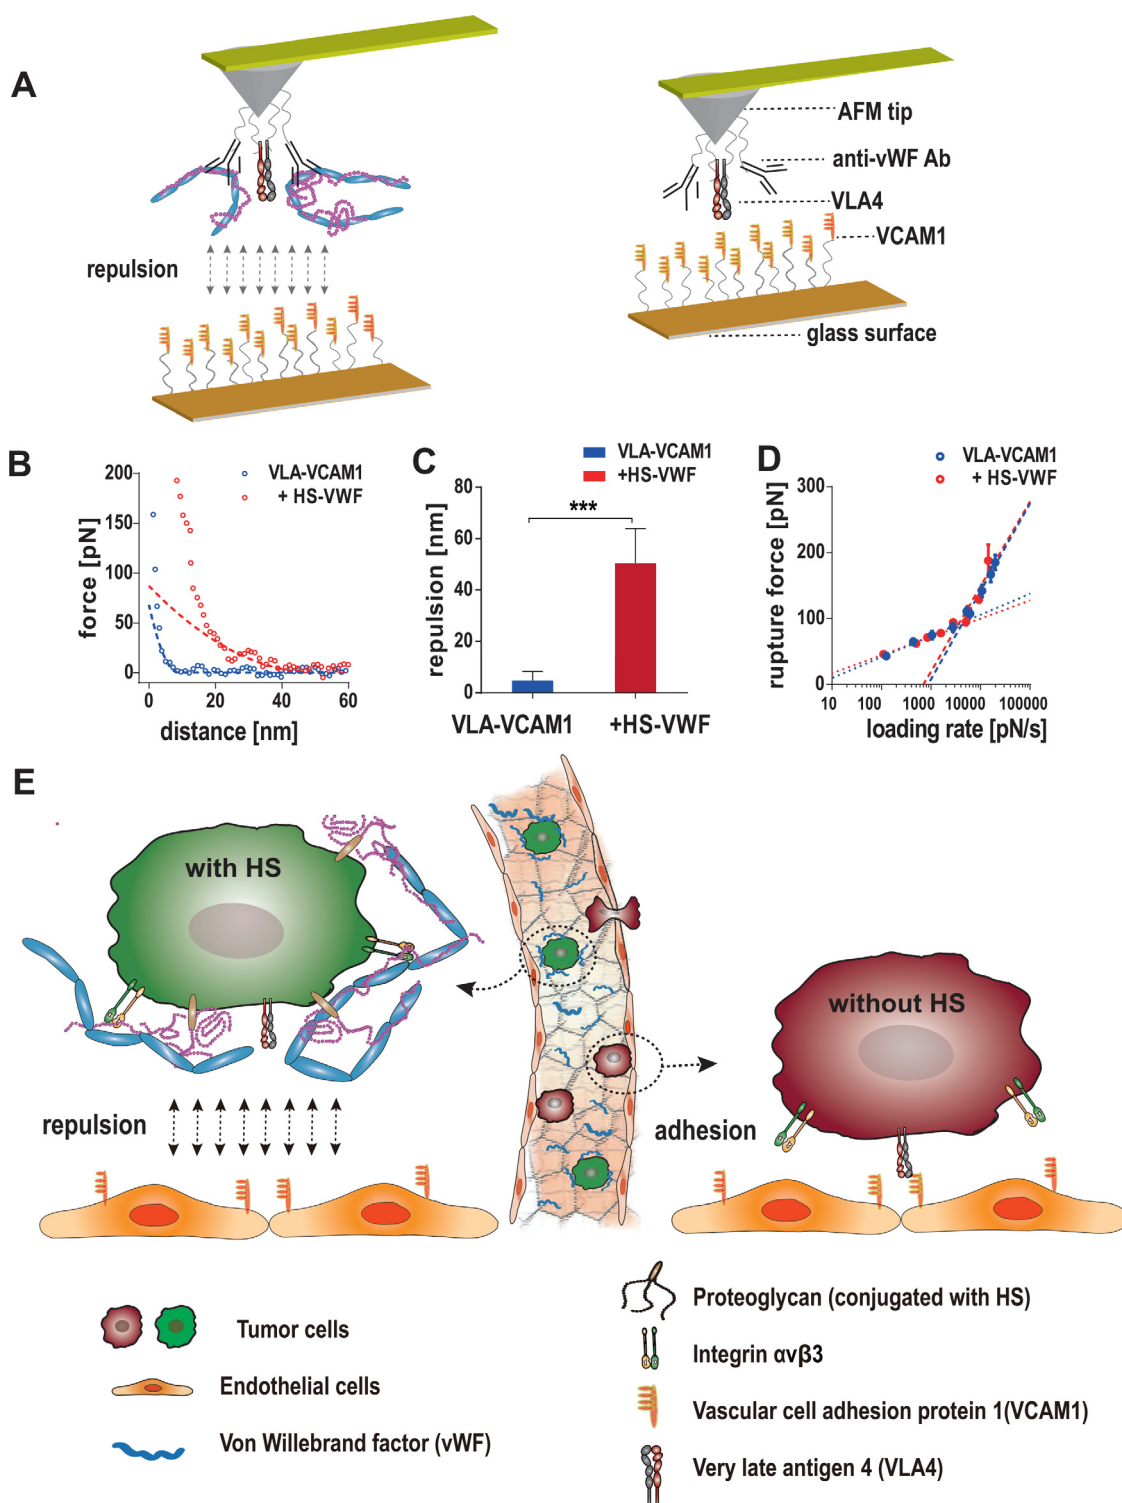 A
AFM tip
anti-vWF Ab
VLA4
VCAM1
repulsion
glass surface
B
VLA-VCAM1
+ HS-VWF
force [pN]
200
150
100
50
0
0
20
40
60
distance [nm]
C
VLA-VCAM1
+HS-VWF
repulsion [nm]
80
60
40
20
0
***
VLA-VCAM1
+HS-VWF
D
VLA-VCAM1
+ HS-VWF
rupture force [pN]
300
200
100
0
10
100
1000
10000
100000
loading rate [pN/s]
E
with HS
without HS
repulsion
adhesion
Tumor cells
Endothelial cells
Von Willebrand factor (vWF)
Proteoglycan (conjugated with HS)
Integrin αvβ3
Vascular cell adhesion protein 1(VCAM1)
Very late antigen 4 (VLA4)